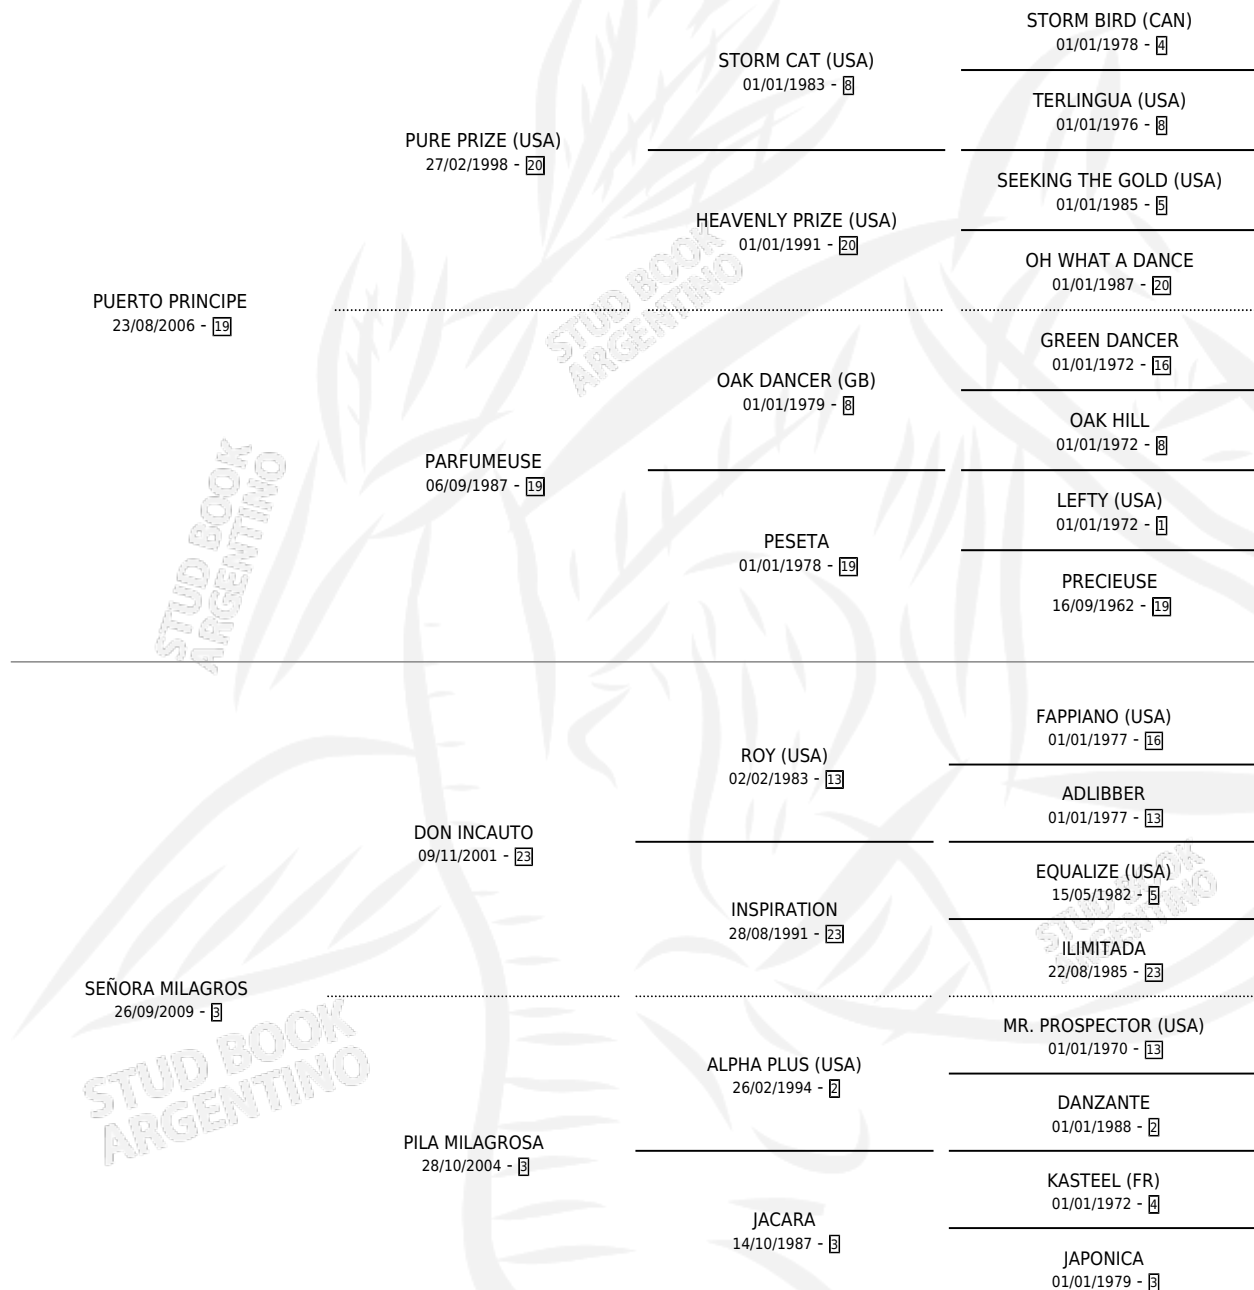 STORM BIRD (CAN)
01/01/1978 - 4
STORM CAT (USA)
01/01/1983 - 8
TERLINGUA (USA)
01/01/1976 - 8
PURE PRIZE (USA)
27/02/1998 - 20
SEEKING THE GOLD (USA)
01/01/1985 - 5
HEAVENLY PRIZE (USA)
01/01/1991 - 20
OH WHAT A DANCE
01/01/1987 - 20
STUD BOOK
ARGENTINO
PUERTO PRINCIPE
23/08/2006 - 19
GREEN DANCER
01/01/1972 - 16
OAK DANCER (GB)
01/01/1979 - 8
OAK HILL
01/01/1972 - 8
PARFUMEUSE
06/09/1987 - 19
LEFTY (USA)
01/01/1972 - 1
PESETA
01/01/1978 - 19
PRECIEUSE
16/09/1962 - 19
STUD BOOK
ARGENTINO
FAPPIANO (USA)
01/01/1977 - 16
ROY (USA)
02/02/1983 - 13
ADLIBBER
01/01/1977 - 13
DON INCAUTO
09/11/2001 - 23
EQUALIZE (USA)
15/05/1982 - 5
INSPIRATION
28/08/1991 - 23
ILIMITADA
22/08/1985 - 23
STUD BOOK
ARGENTINO
SEÑORA MILAGROS
26/09/2009 - 3
MR. PROSPECTOR (USA)
01/01/1970 - 13
ALPHA PLUS (USA)
26/02/1994 - 2
DANZANTE
01/01/1988 - 2
PILA MILAGROSA
28/10/2004 - 3
KASTEEL (FR)
01/01/1972 - 4
JACARA
14/10/1987 - 3
JAPONICA
01/01/1979 - 3
STUD BOOK
ARGENTINO